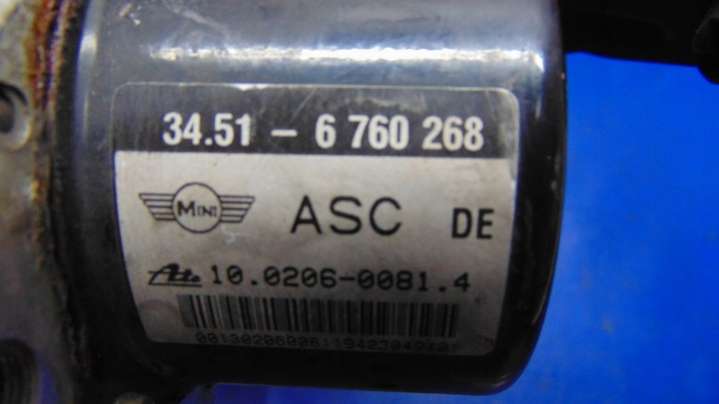 34.51 – 6 760 268
MINI ASC DE
Ate 10.0206-0081.4